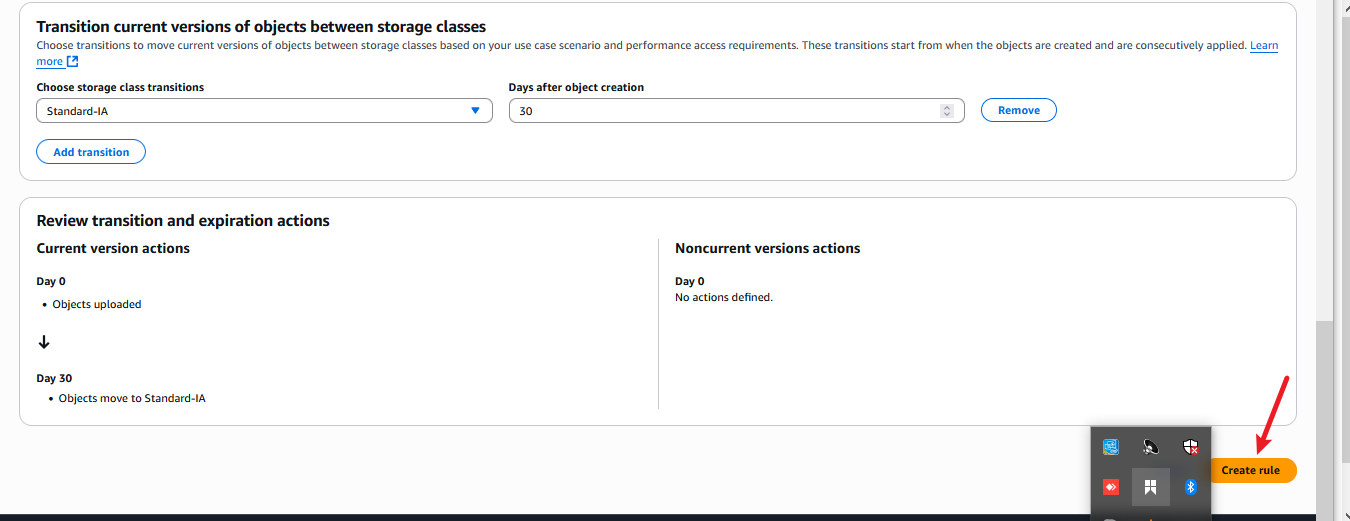 Transition current versions of objects between storage classes
Choose transitions to move current versions of objects between storage classes based on your use case scenario and performance access requirements. These transitions start from when the objects are created and are consecutively applied. Learn
more
Choose storage class transitions
Days after object creation
Standard-IA
30
Remove
Add transition
Review transition and expiration actions
Current version actions
Noncurrent versions actions
Day 0
Objects uploaded
Day 0
No actions defined.
Day 30
Objects move to Standard-IA
Create rule